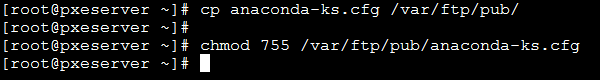 [root@pxeserver ~]# cp anaconda-ks.cfg /var/ftp/pub/
[root@pxeserver ~]#
[root@pxeserver ~]# chmod 755 /var/ftp/pub/anaconda-ks.cfg
[root@pxeserver ~]#